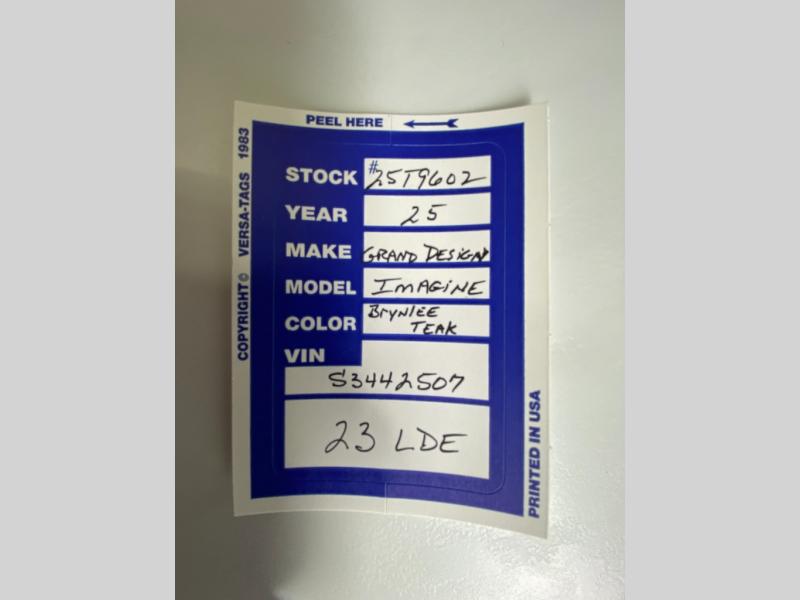 PEEL HERE
COPYRIGHT© VERSA-TAGS 1983
STOCK #25T9602
YEAR 25
MAKE GRAND DESIGN
MODEL IMAGINE
COLOR Brynlee
TEAK
VIN
S3442507
23 LDE
PRINTED IN USA